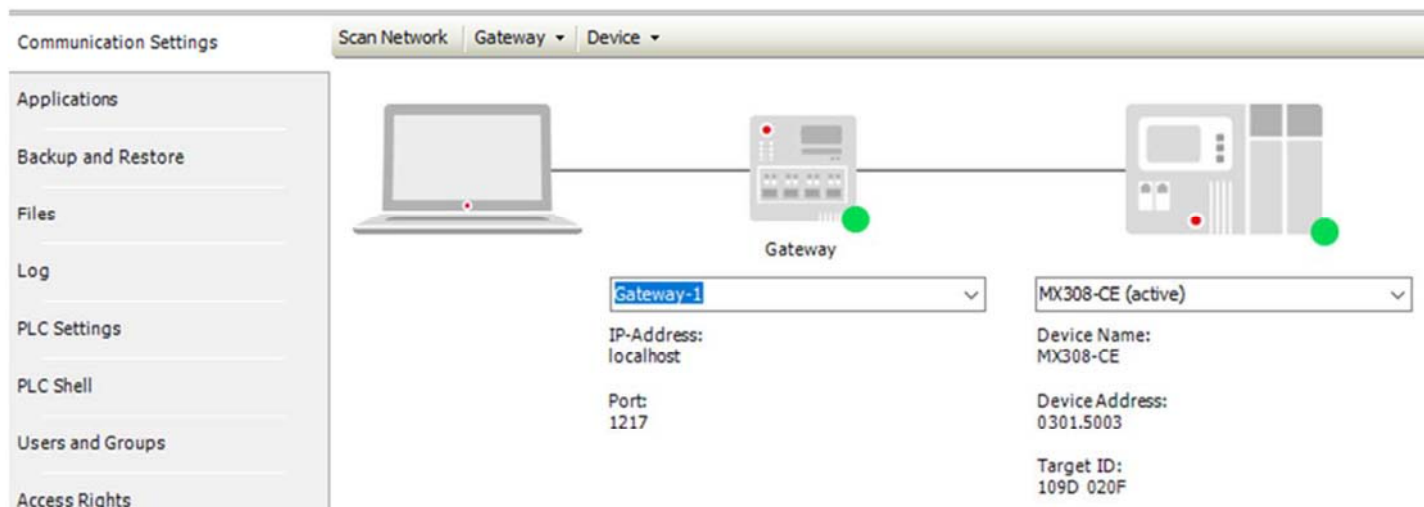 Communication Settings
Applications
Backup and Restore
Files
Log
PLC Settings
PLC Shell
Users and Groups
Access Rights
Scan Network Gateway Device
Gateway
Gateway-1
IP-Address:
localhost
Port:
1217
MX308-CE (active)
Device Name:
MX308-CE
Device Address:
0301.5003
Target ID:
109D 020F